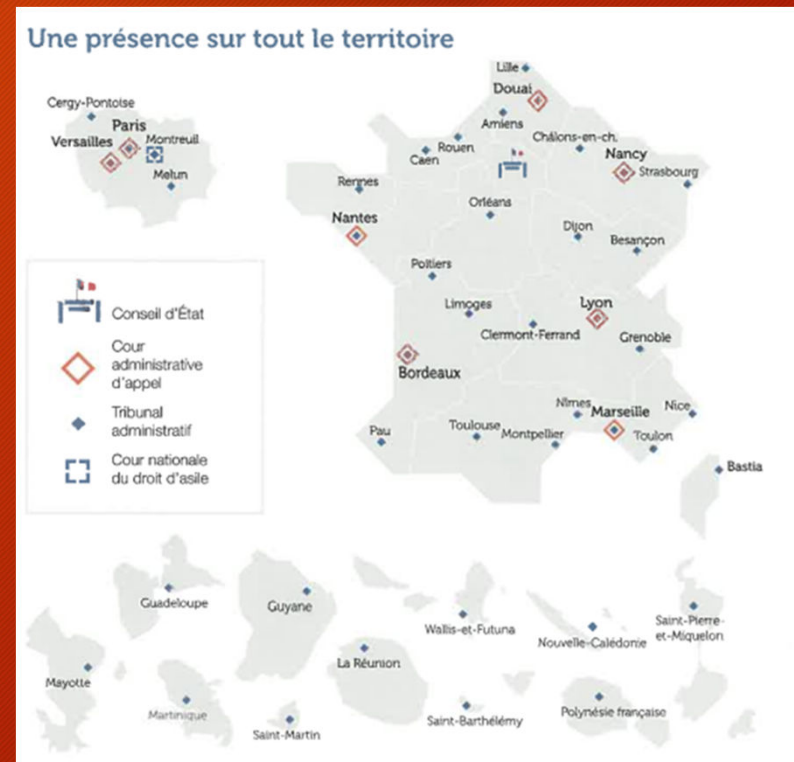 Une présence sur tout le territoire
Cergy-Pontoise
Paris
Versailles
Montreuil
Melun
Lille
Douai
Amiens
Rouen
Caen
Châlons-en-ch.
Nancy
Strasbourg
Rennes
Orléans
Nantes
Dijon
Besançon
Poitiers
Limoges
Lyon
Clermont-Ferrand
Grenoble
Bordeaux
Nîmes
Marseille
Nice
Pau
Toulouse
Montpellier
Toulon
Bastia
Conseil d'État
Cour
administrative
d'appel
Tribunal
administratif
Cour nationale
du droit d'asile
Guadeloupe
Guyane
Wallis-et-Futuna
Nouvelle-Calédonie
Saint-Pierre-
et-Miquelon
Mayotte
Martinique
Saint-Martin
La Réunion
Saint-Barthélémy
Polynésie française